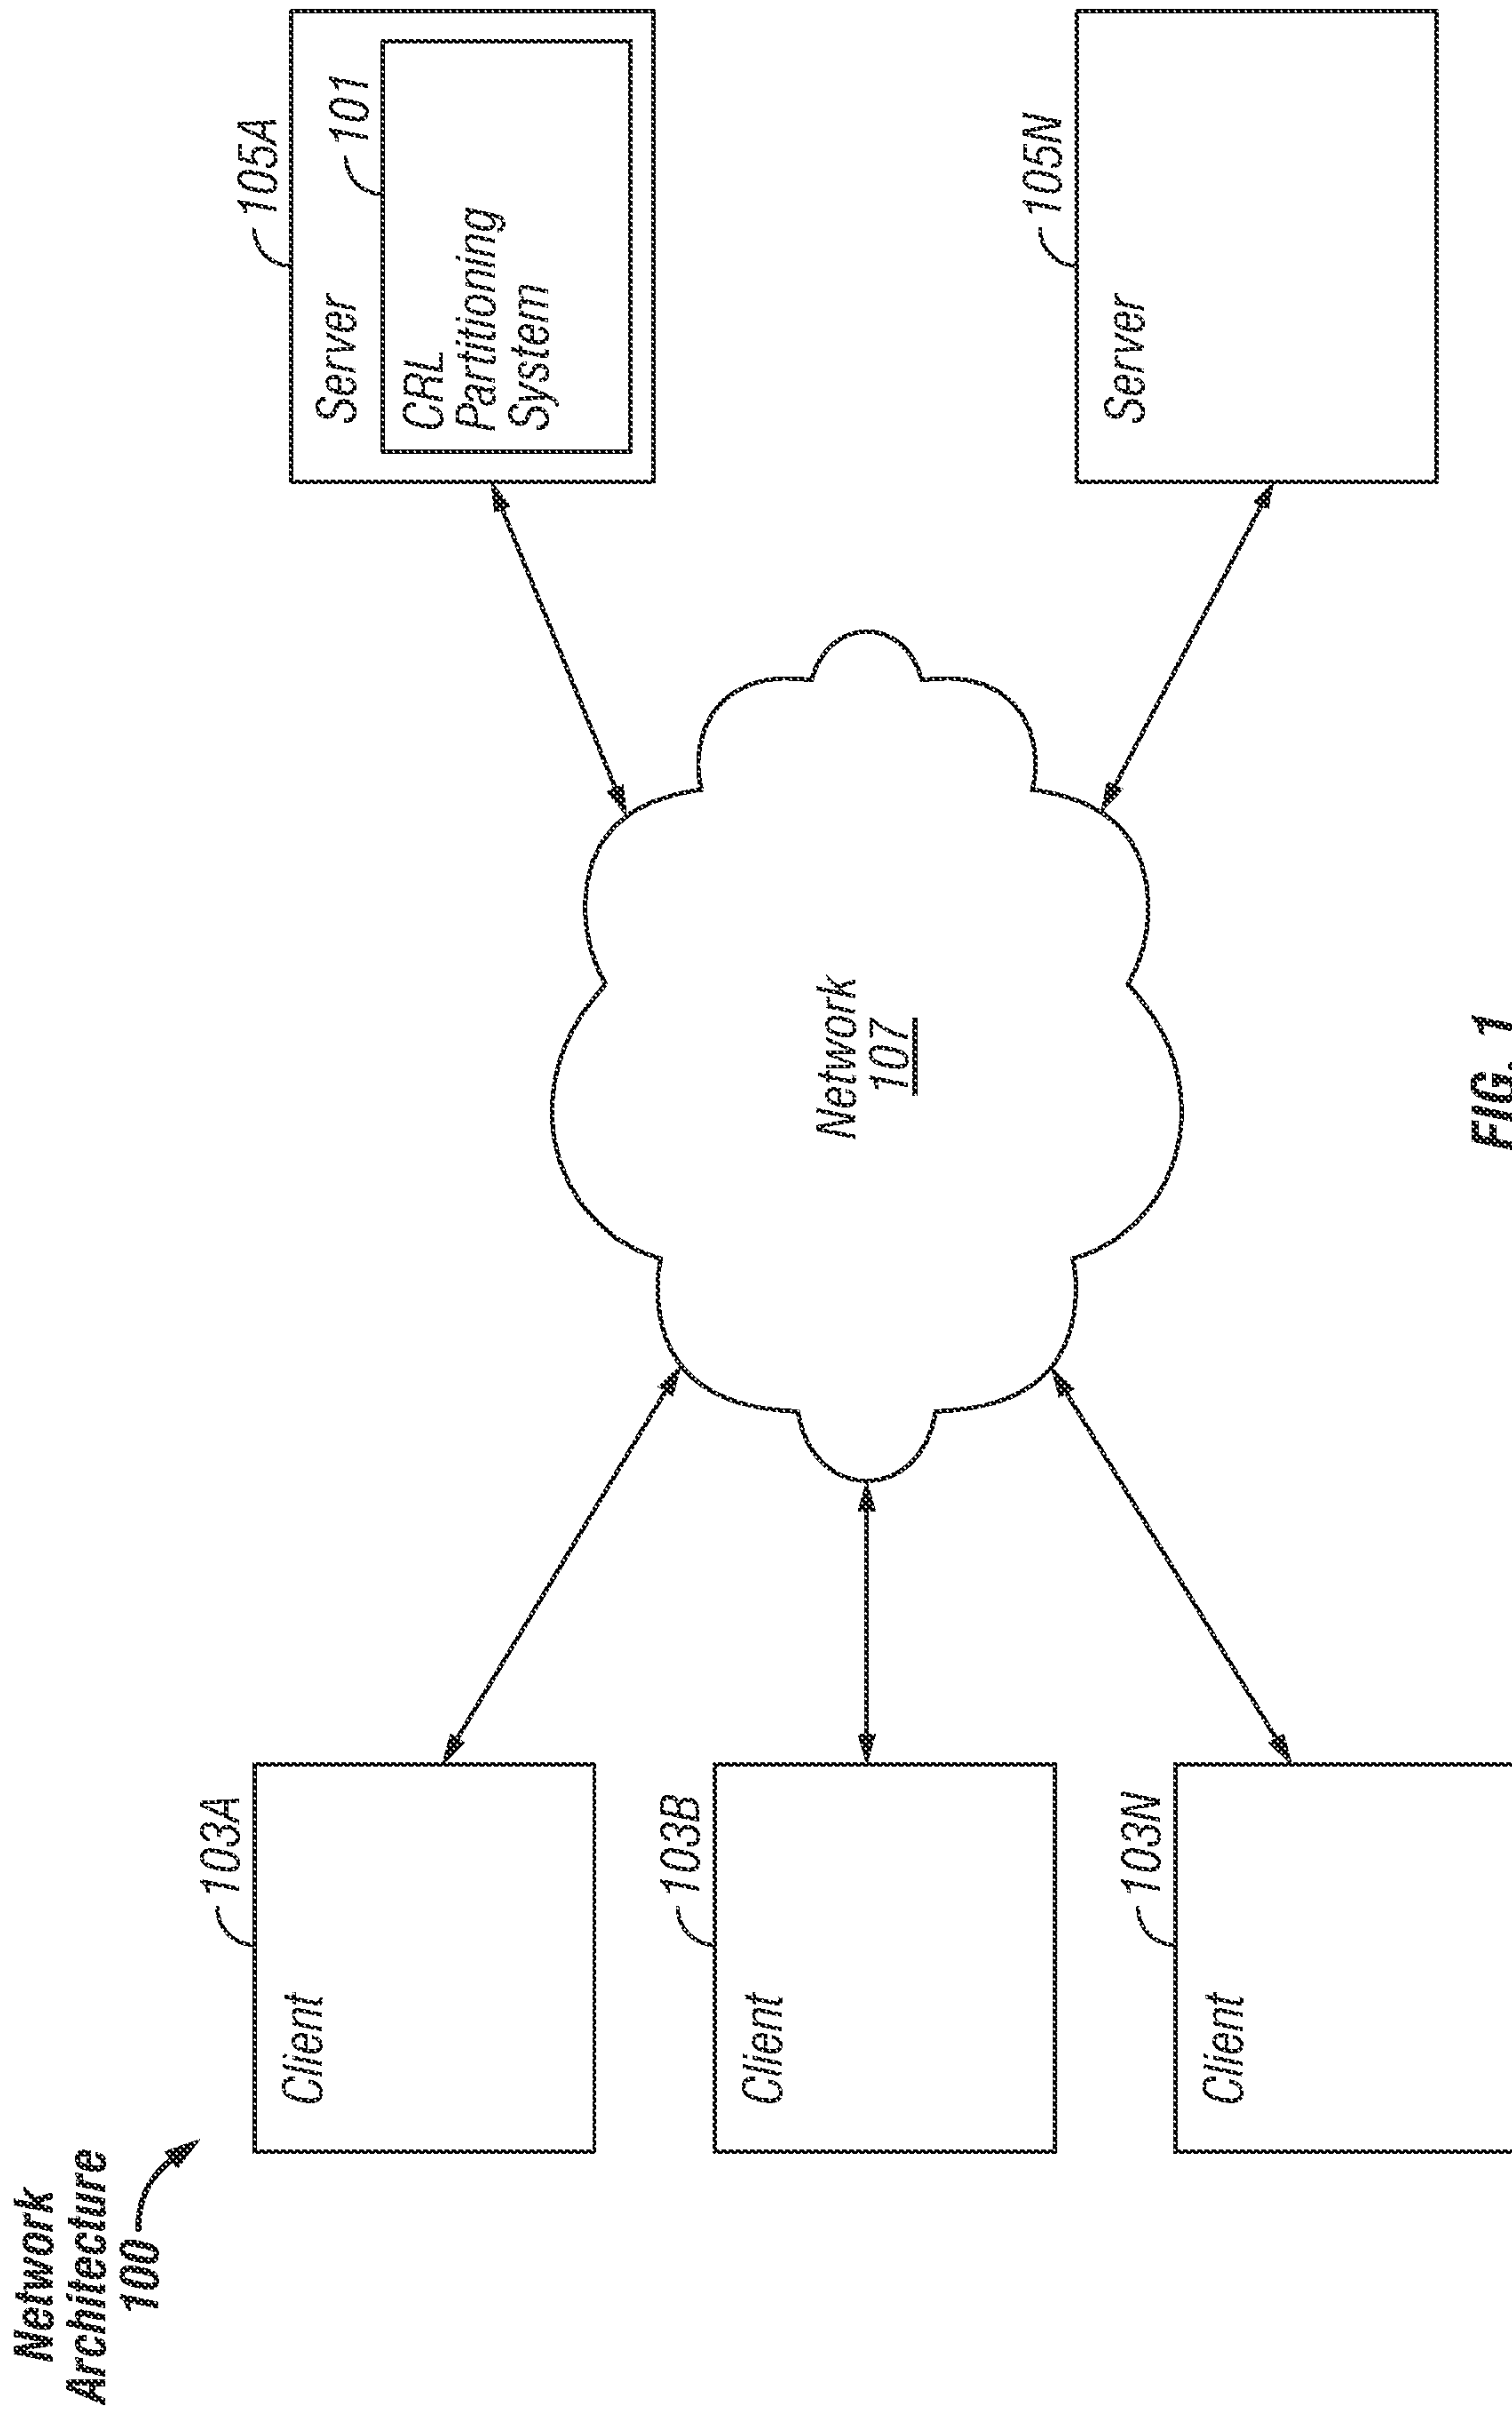 Network
Architecture
100
103A
Client
103B
Client
103N
Client
Network
107
105A
Server
101
CRL
Partitioning
System
105N
Server
FIG. 1